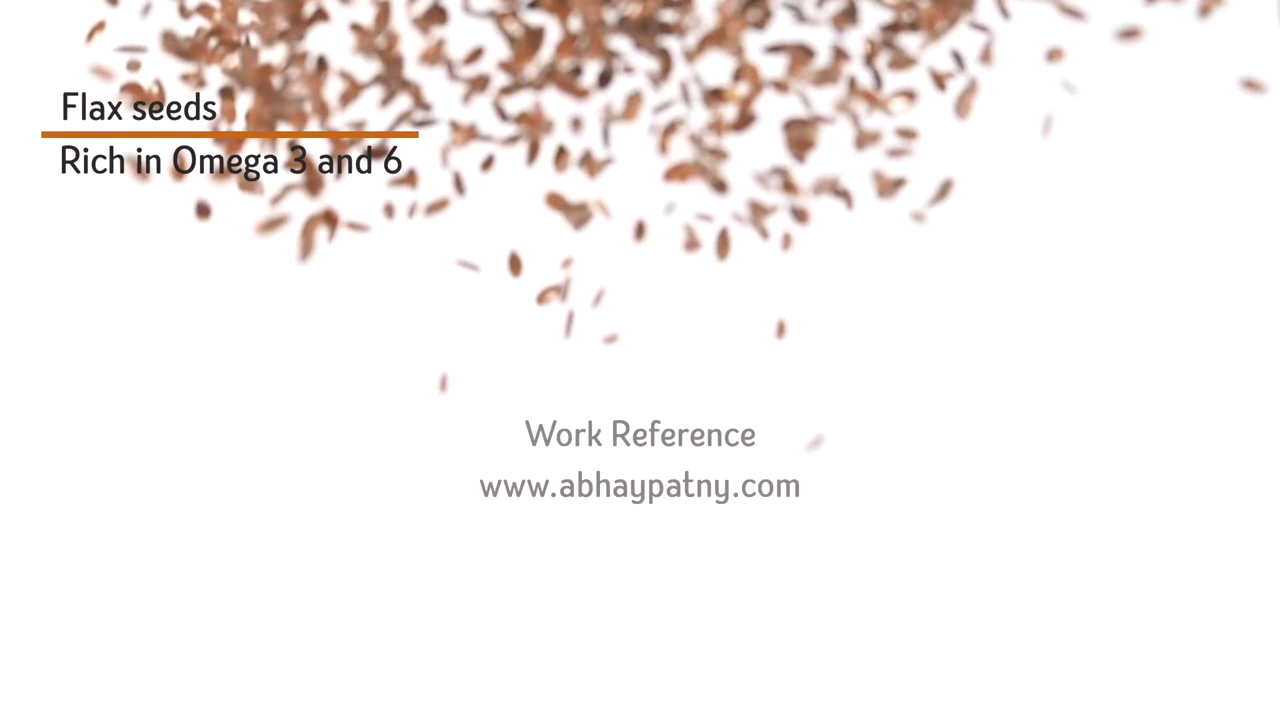 Flax seeds
Rich in Omega 3 and 6
Work Reference
www.abhaypatny.com